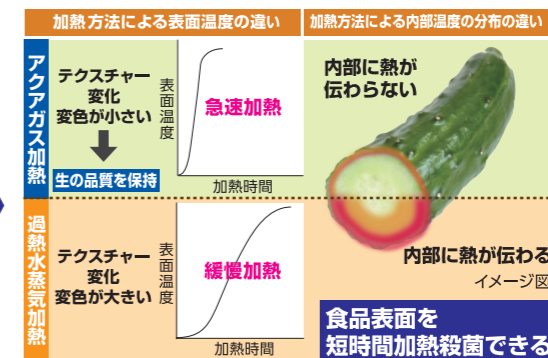 加熱方法による表面温度の違い
加熱方法による内部温度の分布の違い
アクアガス加熱
テクスチャー
変化
変色が小さい
生の品質を保持
表面温度
急速加熱
加熱時間
内部に熱が
伝わらない
過熱水蒸気加熱
テクスチャー
変化
変色が大きい
表面温度
緩慢加熱
加熱時間
内部に熱が伝わる
イメージ図
食品表面を
短時間加熱殺菌できる